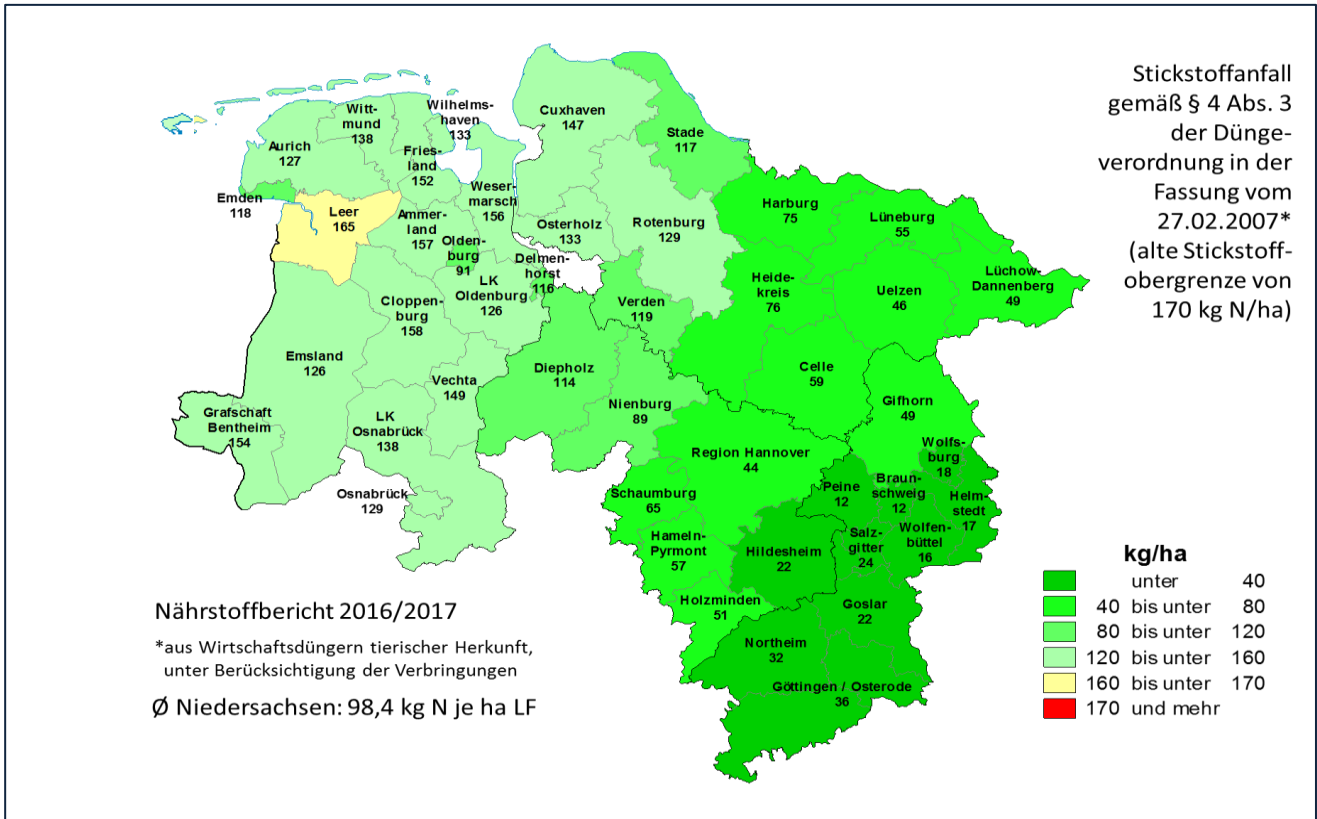 Stickstoffanfall
gemäß § 4 Abs. 3
der Dünge-
verordnung in der
Fassung vom
27.02.2007*
(alte Stickstoff-
obergrenze von
170 kg N/ha)
Cuxhaven
147
Stade
117
Wilhelms-
haven
133
Witt-
mund
138
Aurich
127
Fries-
land
152
Weser-
marsch
156
Emden
118
Leer
165
Ammer-
land
157
Olden-
burg
91
Osterholz
133
Rotenburg
129
Harburg
75
Lüneburg
55
Delmen-
horst
116
LK
Oldenburg
126
Cloppen-
burg
158
Verden
119
Heide-
kreis
76
Uelzen
46
Lüchow-
Dannenberg
49
Emsland
126
Vechta
149
Diepholz
114
Nienburg
89
Celle
59
Gifhorn
49
Grafschaft
Bentheim
154
LK
Osnabrück
138
Osnabrück
129
Region Hannover
44
Wolfs-
burg
18
Schaumburg
65
Peine
12
Braun-
schweig
12
Helm-
stedt
17
Hameln-
Pyrmont
57
Hildesheim
22
Salz-
gitter
24
Wolfen-
büttel
16
Holzminden
51
Goslar
22
Northeim
32
Göttingen / Osterode
36
Nährstoffbericht 2016/2017
*aus Wirtschaftsdüngern tierischer Herkunft,
unter Berücksichtigung der Verbringungen
Ø Niedersachsen: 98,4 kg N je ha LF
kg/ha
unter 40
40 bis unter 80
80 bis unter 120
120 bis unter 160
160 bis unter 170
170 und mehr